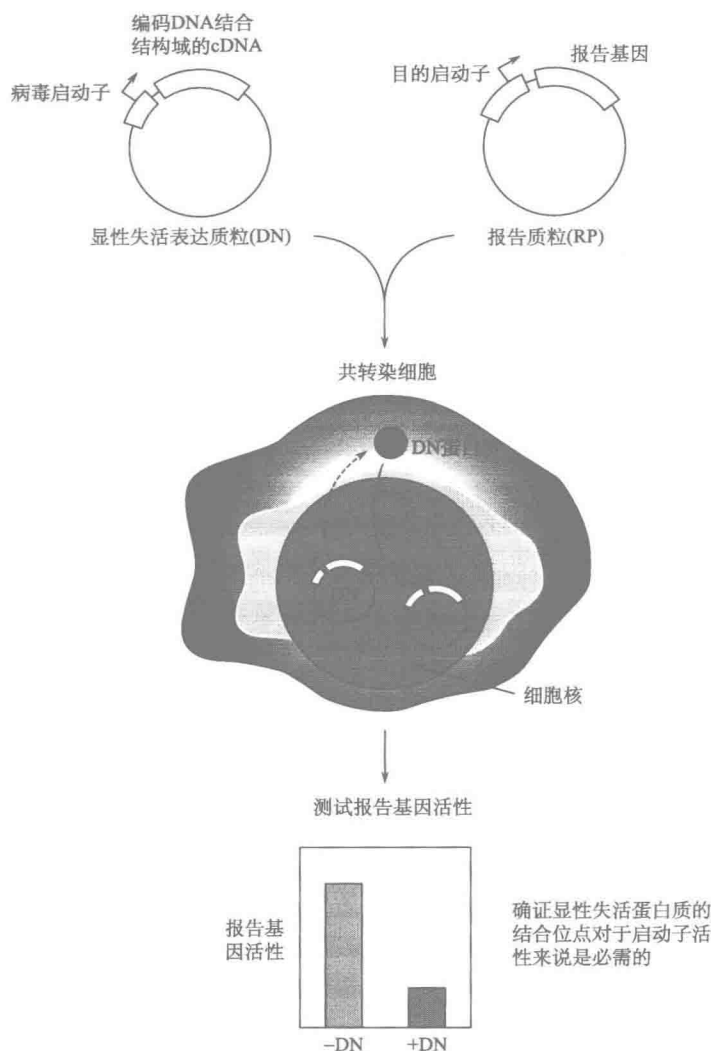 编码DNA结合
结构域的cDNA
病毒启动子
显性失活表达质粒(DN)
目的启动子
报告基因
报告质粒(RP)
共转染细胞
DN蛋白
细胞核
测试报告基因活性
报告基
因活性
−DN
+DN
确证显性失活蛋白质的
结合位点对于启动子活
性来说是必需的